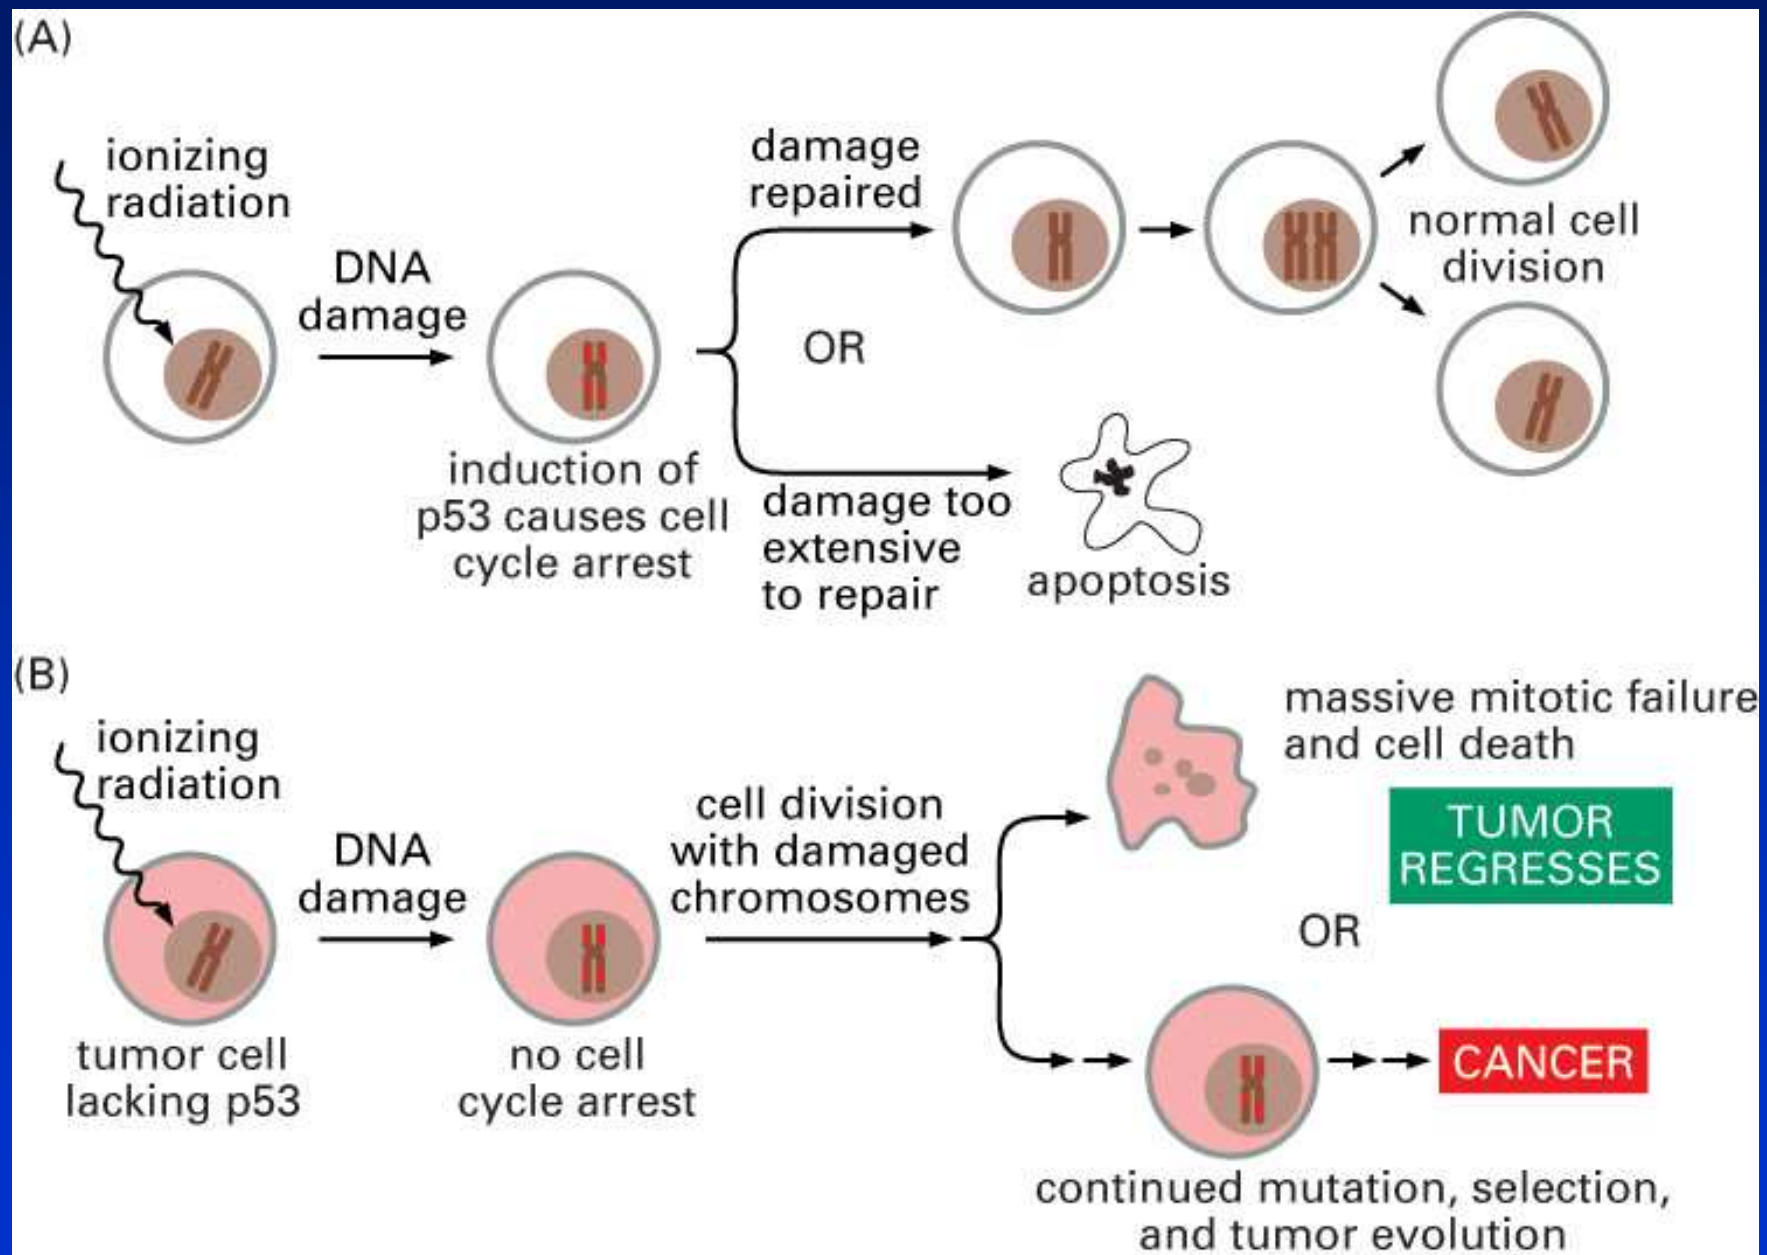 (A)
ionizing
radiation
DNA
damage
induction of
p53 causes cell
cycle arrest
damage
repaired
OR
damage too
extensive
to repair
apoptosis
normal cell
division
(B)
ionizing
radiation
tumor cell
lacking p53
DNA
damage
no cell
cycle arrest
cell division
with damaged
chromosomes
massive mitotic failure
and cell death
TUMOR
REGRESSES
OR
CANCER
continued mutation, selection,
and tumor evolution